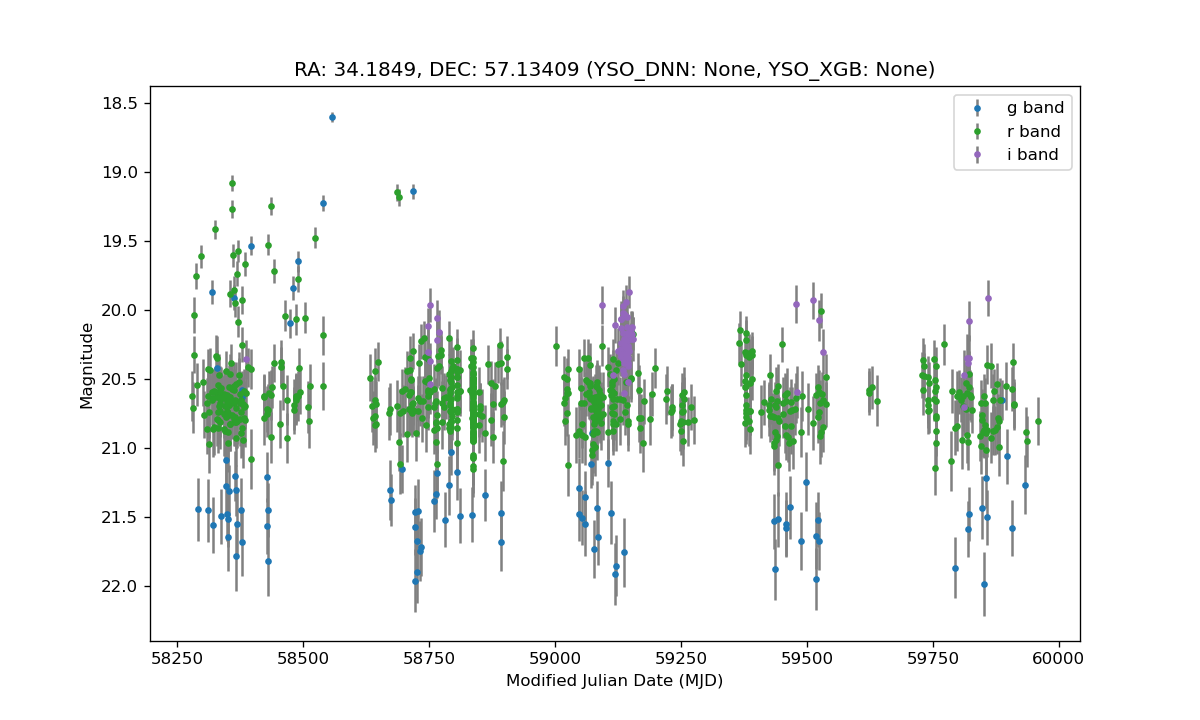 RA: 34.1849, DEC: 57.13409 (YSO_DNN: None, YSO_XGB: None)
g band
r band
i band
18.5
19.0
19.5
20.0
20.5
21.0
21.5
22.0
Magnitude
58250 58500 58750 59000 59250 59500 59750 60000
Modified Julian Date (MJD)